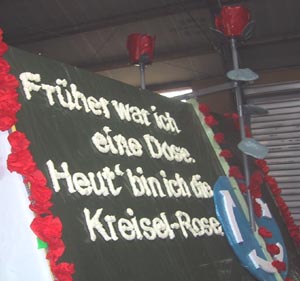 Früher war ich
eine Dose.
Heut' bin ich die
Kreisel-Rose.